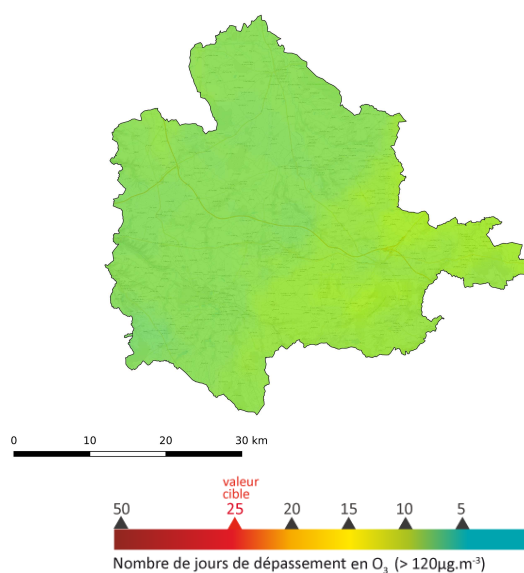 0 10 20 30 km
valeur
cible
50 25 20 15 10 5
Nombre de jours de dépassement en O₃ (> 120µg.m⁻³)